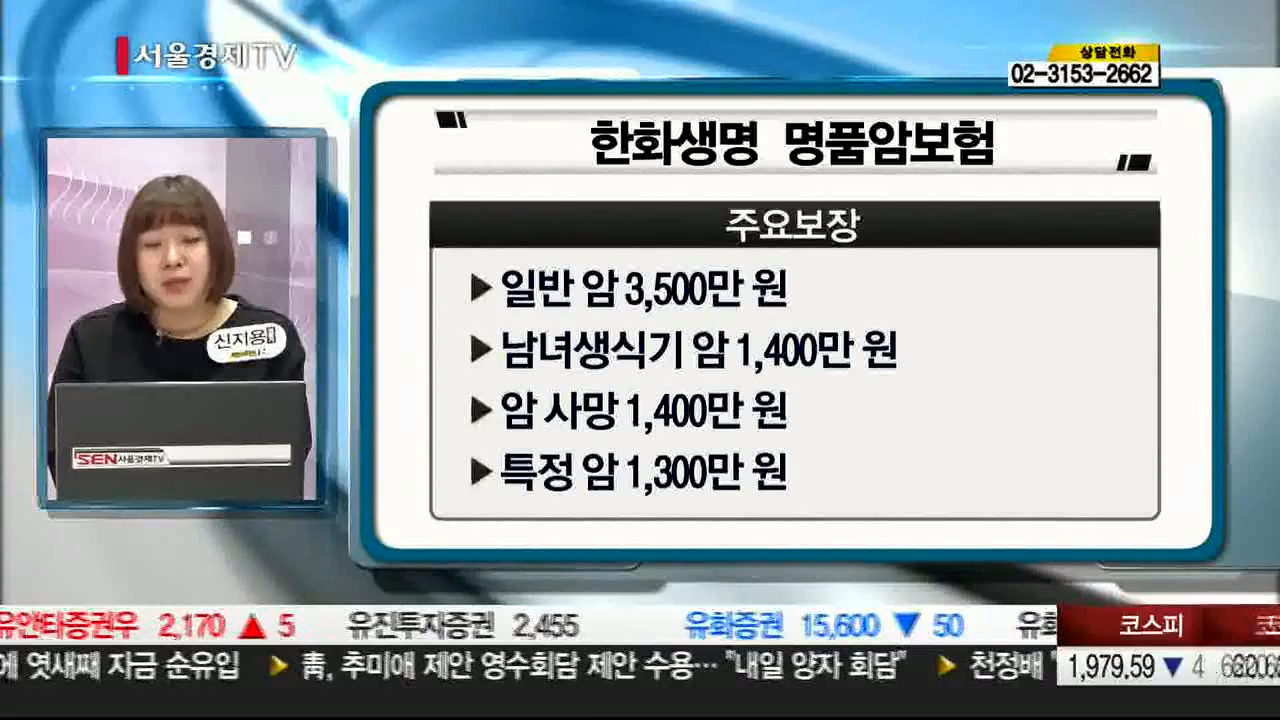 서울경제TV
상담전화
02-3153-2662
한화생명 명품암보험
주요보장
▶일반 암 3,500만 원
▶남녀생식기 암 1,400만 원
▶암 사망 1,400만 원
▶특정 암 1,300만 원
신지용
SEN서울경제TV
유안타증권우 2,170 ▲ 5 유진투자증권 2,455 유화증권 15,600 ▼ 50 유화 코스피
에 엿새째 자금 순유입 ▶ 靑, 추미애 제안 영수회담 제안 수용… "내일 양자 회담" ▶ 천정배 " 1,979.59 ▼ 4